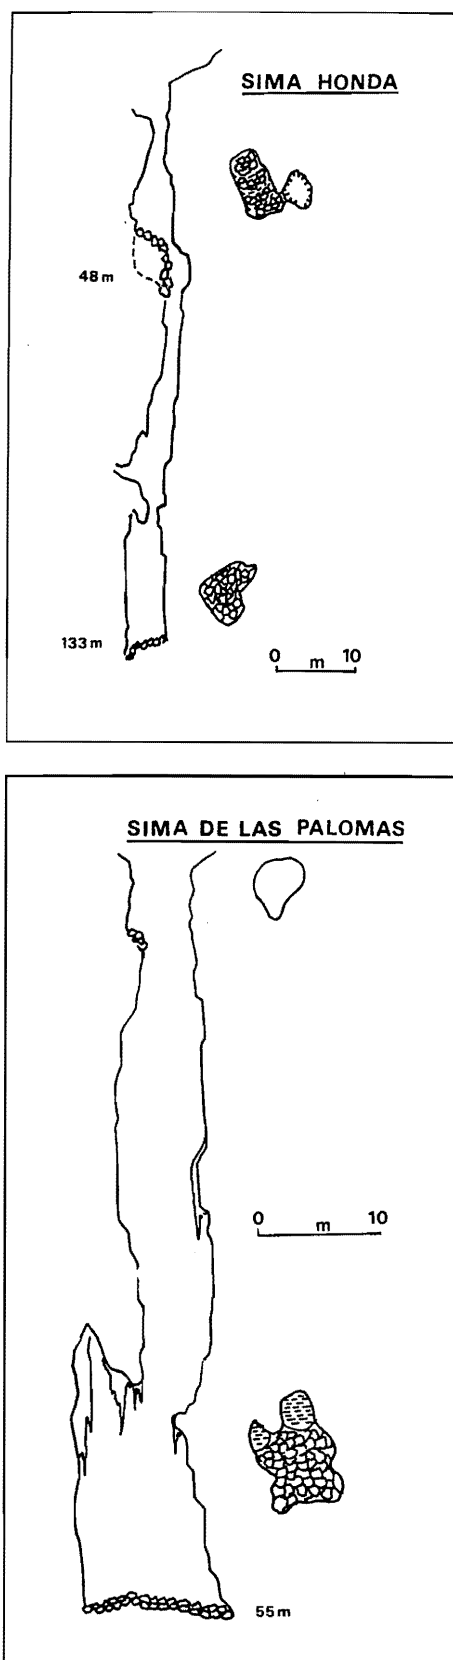 SIMA HONDA
48 m
133 m
0 m 10
SIMA DE LAS PALOMAS
0 m 10
55 m